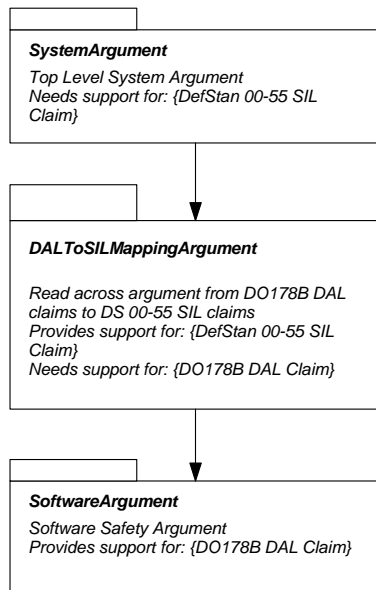 SystemArgument
Top Level System Argument
Needs support for: {DefStan 00-55 SIL
Claim}
DALToSILMappingArgument
Read across argument from DO178B DAL
claims to DS 00-55 SIL claims
Provides support for: {DefStan 00-55 SIL
Claim}
Needs support for: {DO178B DAL Claim}
SoftwareArgument
Software Safety Argument
Provides support for: {DO178B DAL Claim}